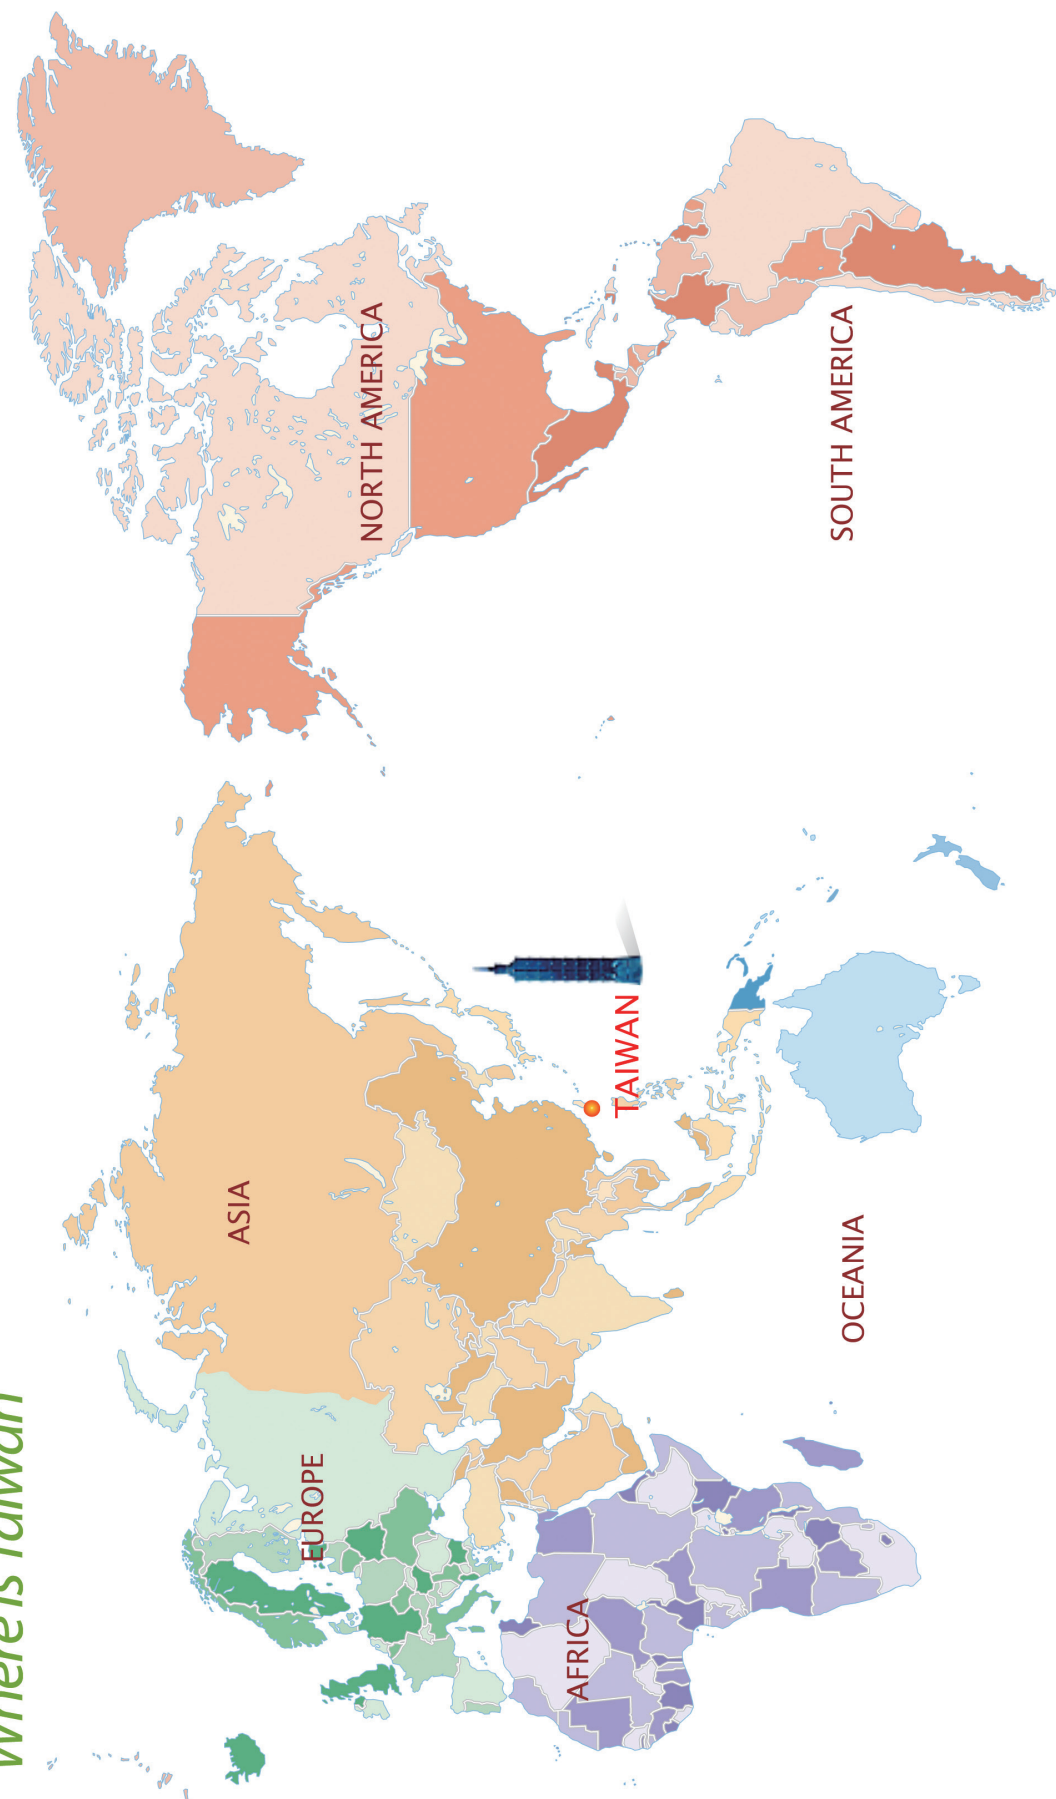 Where is Taiwan
NORTH AMERICA
ASIA
EUROPE
TAIWAN
AFRICA
SOUTH AMERICA
OCEANIA